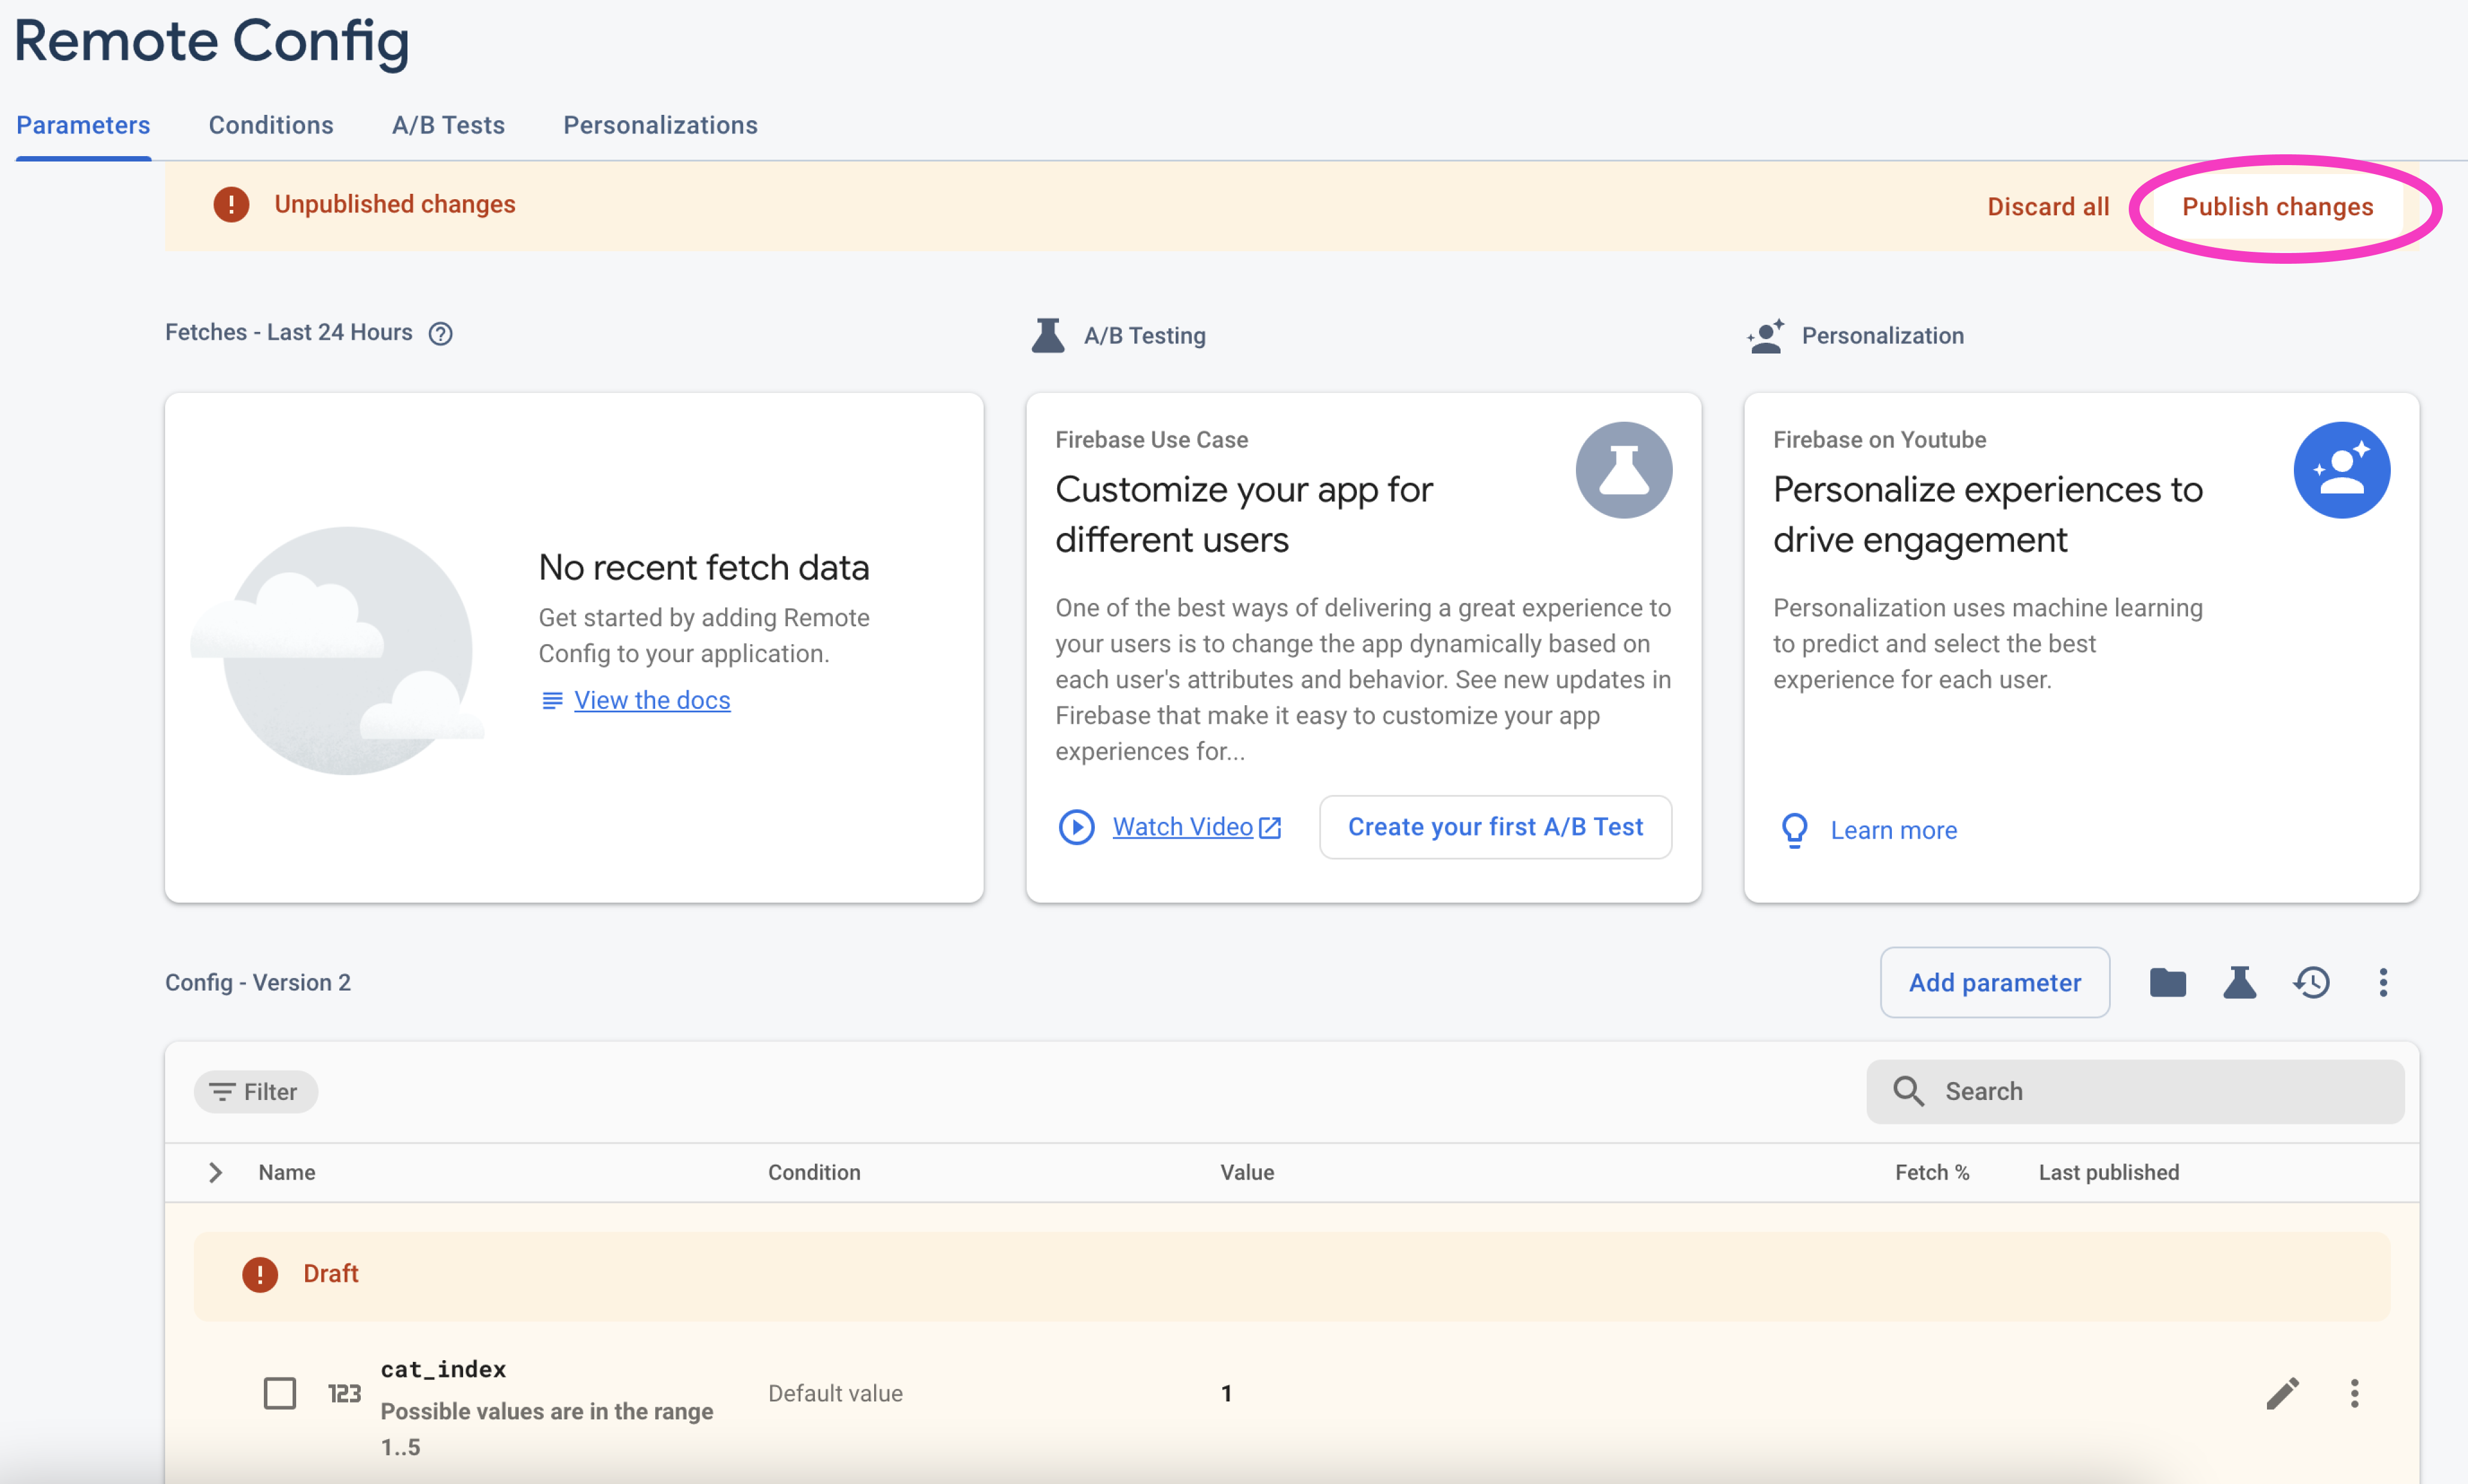 Remote Config
Parameters
Conditions
A/B Tests
Personalizations
Unpublished changes
Discard all
Publish changes
Fetches - Last 24 Hours
A/B Testing
Personalization
No recent fetch data
Get started by adding Remote
Config to your application.
View the docs
Firebase Use Case
Customize your app for
different users
One of the best ways of delivering a great experience to
your users is to change the app dynamically based on
each user's attributes and behavior. See new updates in
Firebase that make it easy to customize your app
experiences for...
Watch Video
Create your first A/B Test
Firebase on Youtube
Personalize experiences to
drive engagement
Personalization uses machine learning
to predict and select the best
experience for each user.
Learn more
Config - Version 2
Add parameter
Filter
Search
Name
Condition
Value
Fetch %
Last published
Draft
123
cat_index
Possible values are in the range
1..5
Default value
1